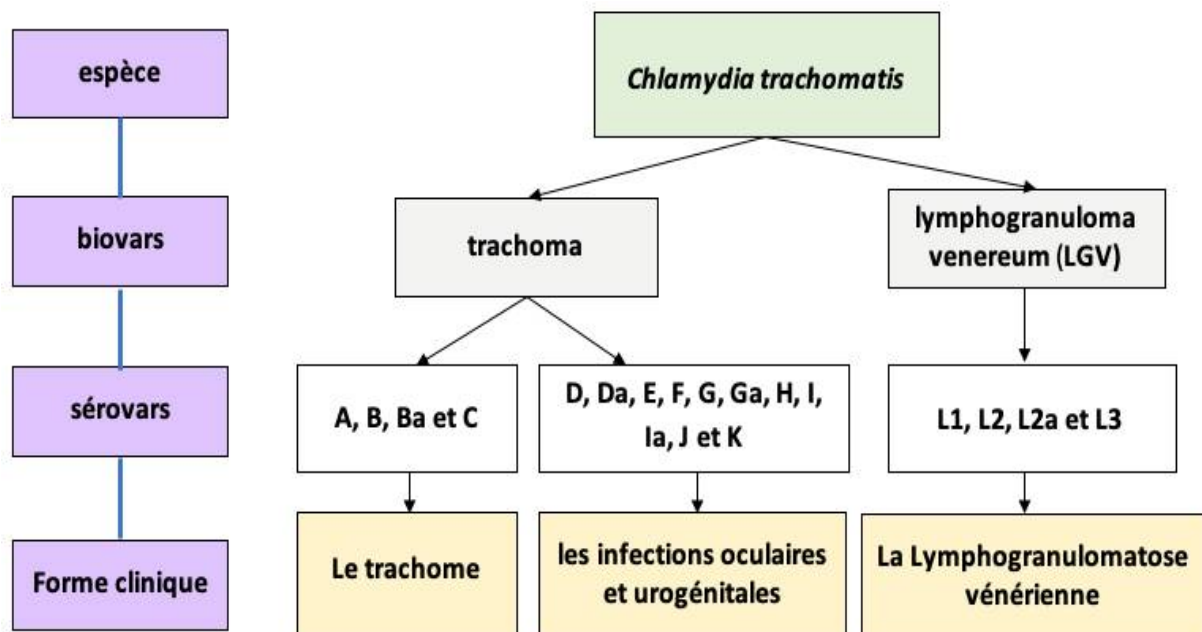 espèce
Chlamydia trachomatis
biovars
trachoma
lymphogranuloma
venereum (LGV)
sérovars
A, B, Ba et C
D, Da, E, F, G, Ga, H, I,
Ia, J et K
L1, L2, L2a et L3
Forme clinique
Le trachome
les infections oculaires
et urogénitales
La Lymphogranulomatose
vénérienne